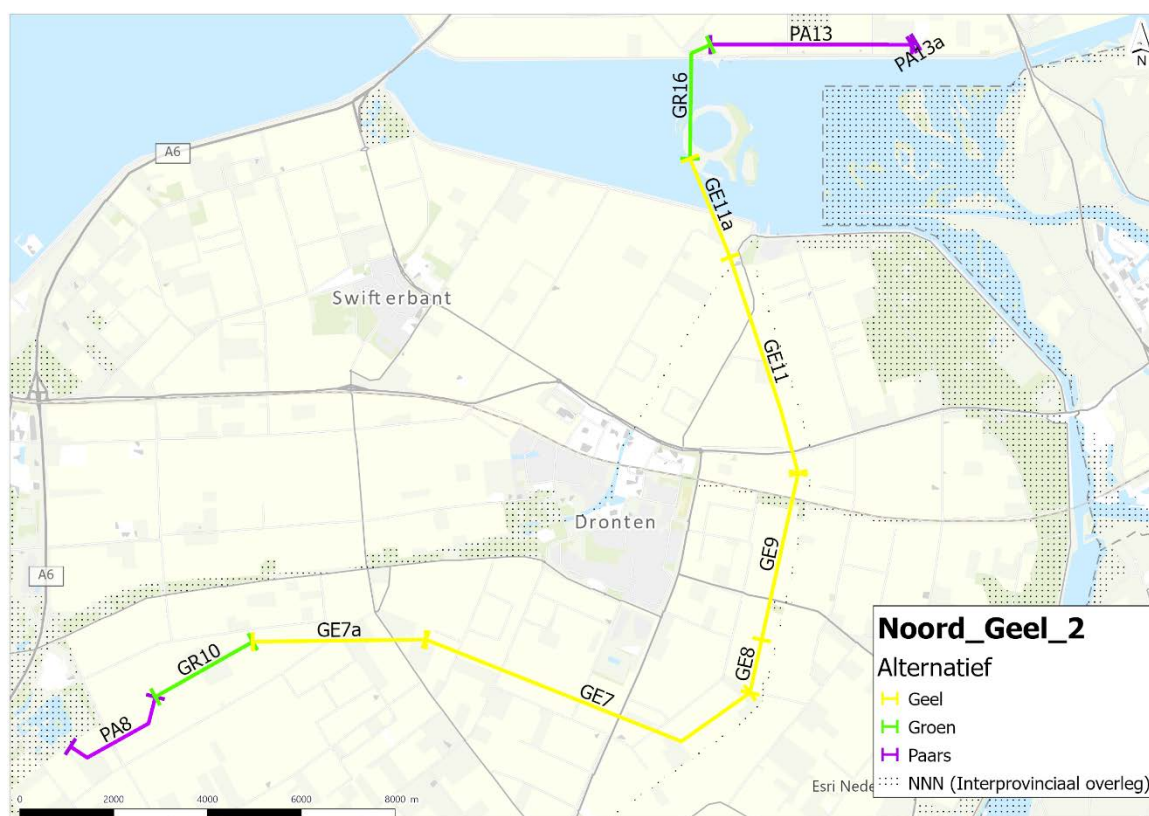 PA13
PA13a
N
GR16
A6
GE11a
Swifterbant
GE11
Dronten
GE9
A6
GE7a
GR10
GE8
GE7
PA8
Noord_Geel_2
Alternatief
Geel
Groen
Paars
NNN (Interprovinciaal overleg)
Esri Nede
0 2000 4000 6000 8000 m